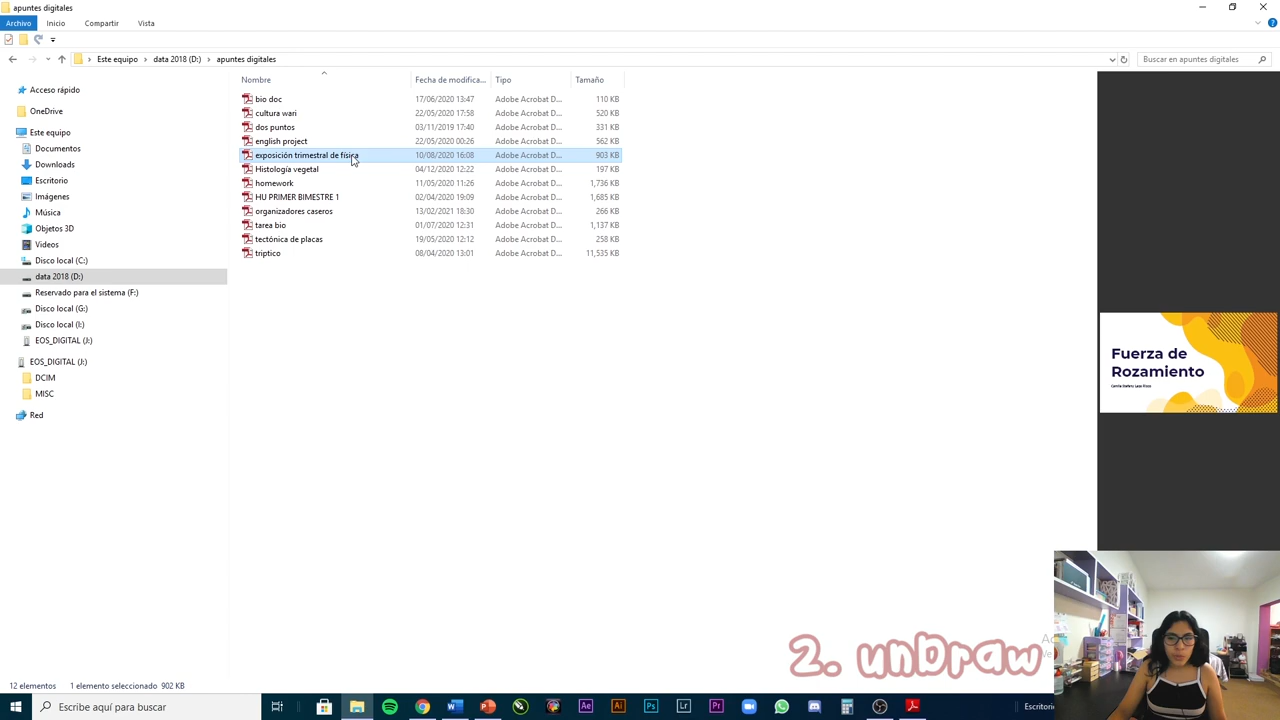 apuntes digitales
Archivo Inicio Compartir Vista
Este equipo data 2018 (D:) apuntes digitales Buscar en apuntes digitales
Nombre Fecha de modifica... Tipo Tamaño
Acceso rápido
OneDrive
Este equipo
Documentos
Downloads
Escritorio
Imágenes
Música
Objetos 3D
Videos
Disco local (C:)
data 2018 (D:)
Reservado para el sistema (F:)
Disco local (G:)
Disco local (I:)
EOS_DIGITAL (J:)
EOS_DIGITAL (J:)
DCIM
MISC
Red
bio doc 17/06/2020 13:47 Adobe Acrobat D... 110 KB
cultura wari 22/05/2020 17:58 Adobe Acrobat D... 520 KB
dos puntos 03/11/2019 17:40 Adobe Acrobat D... 331 KB
english project 22/05/2020 00:26 Adobe Acrobat D... 562 KB
exposición trimestral de física 10/08/2020 16:08 Adobe Acrobat D... 903 KB
Histología vegetal 04/12/2020 12:22 Adobe Acrobat D... 197 KB
homework 11/05/2020 11:26 Adobe Acrobat D... 1,736 KB
HU PRIMER BIMESTRE 1 02/04/2020 19:09 Adobe Acrobat D... 1,685 KB
organizadores caseros 13/02/2021 18:30 Adobe Acrobat D... 266 KB
tarea bio 01/07/2020 12:31 Adobe Acrobat D... 1,137 KB
tectónica de placas 19/05/2020 12:12 Adobe Acrobat D... 258 KB
triptico 08/04/2020 13:01 Adobe Acrobat D... 11,535 KB
Fuerza de
Rozamiento
2. unDraw
12 elementos 1 elemento seleccionado 902 KB
Escribe aquí para buscar
Escritorio